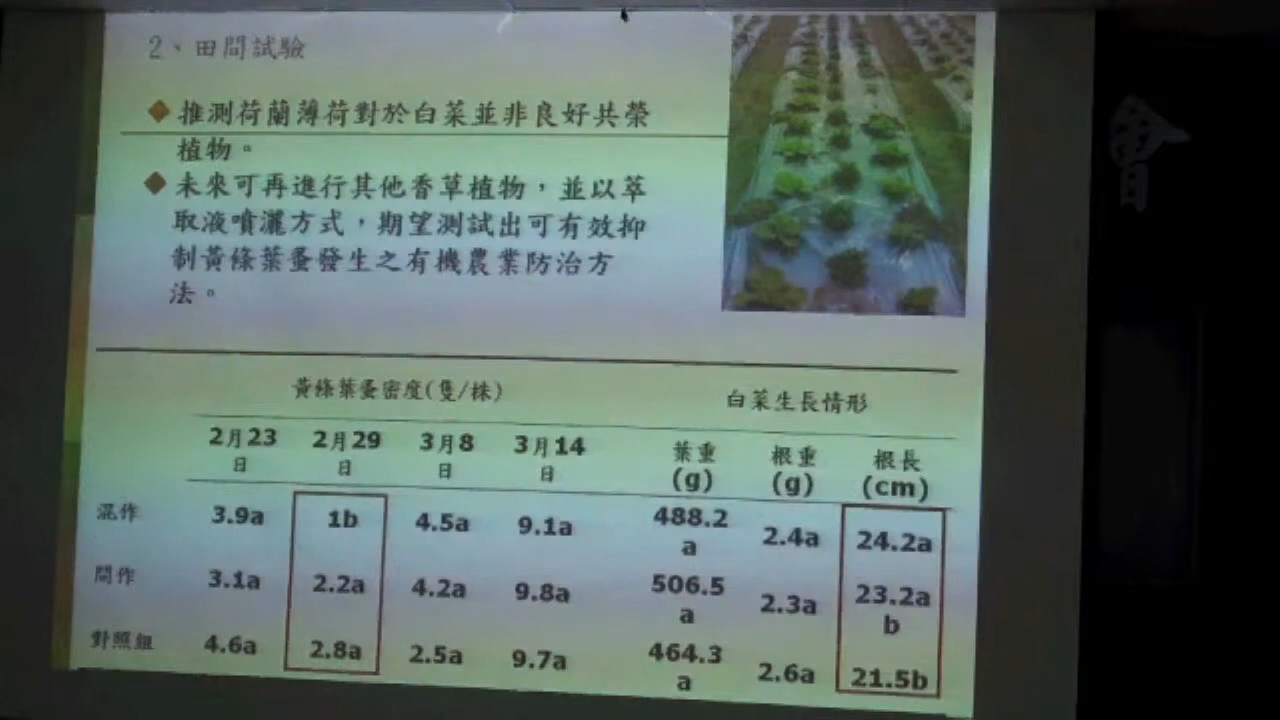 2、田間試驗
◆推測荷蘭薄荷對於白菜並非良好共榮
植物。
◆未來可再進行其他香草植物，並以萃
取液噴灑方式，期望測試出可有效抑
制黃條葉蚤發生之有機農業防治方
法。
黃條葉蚤密度(隻/株) 白菜生長情形
2月23日 2月29日 3月8日 3月14日 葉重(g) 根重(g) 根長(cm)
混作 3.9a 1b 4.5a 9.1a 488.2a 2.4a 24.2a
間作 3.1a 2.2a 4.2a 9.8a 506.5a 2.3a 23.2ab
對照組 4.6a 2.8a 2.5a 9.7a 464.3a 2.6a 21.5b
會